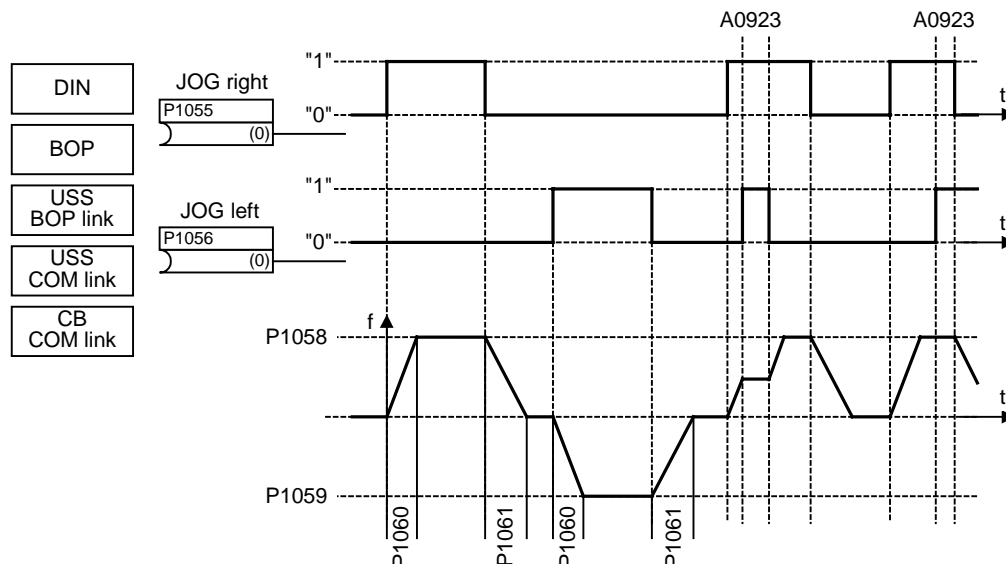 A0923 A0923
DIN
BOP
USS
BOP link
USS
COM link
CB
COM link
JOG right
P1055
(0)
JOG left
P1056
(0)
"1"
"0"
t
"1"
"0"
t
f
P1058
t
P1059
P1060
P1061
P1060
P1061